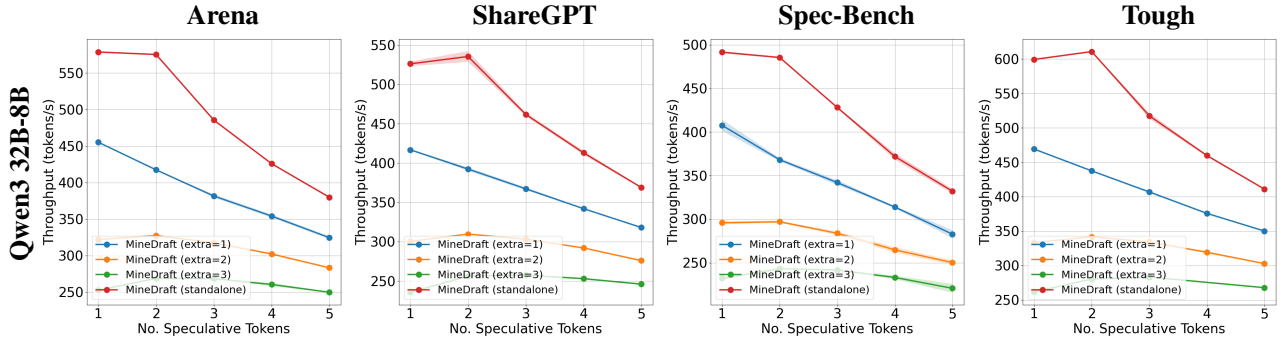 Arena
ShareGPT
Spec-Bench
Tough
Qwen3 32B-8B
Throughput (tokens/s)
550
500
450
400
350
300
250
MineDraft (extra=1)
MineDraft (extra=2)
MineDraft (extra=3)
MineDraft (standalone)
1 2 3 4 5
No. Speculative Tokens
Throughput (tokens/s)
550
500
450
400
350
300
250
MineDraft (extra=1)
MineDraft (extra=2)
MineDraft (extra=3)
MineDraft (standalone)
1 2 3 4 5
No. Speculative Tokens
Throughput (tokens/s)
500
450
400
350
300
250
MineDraft (extra=1)
MineDraft (extra=2)
MineDraft (extra=3)
MineDraft (standalone)
1 2 3 4 5
No. Speculative Tokens
Throughput (tokens/s)
600
550
500
450
400
350
300
250
MineDraft (extra=1)
MineDraft (extra=2)
MineDraft (extra=3)
MineDraft (standalone)
1 2 3 4 5
No. Speculative Tokens